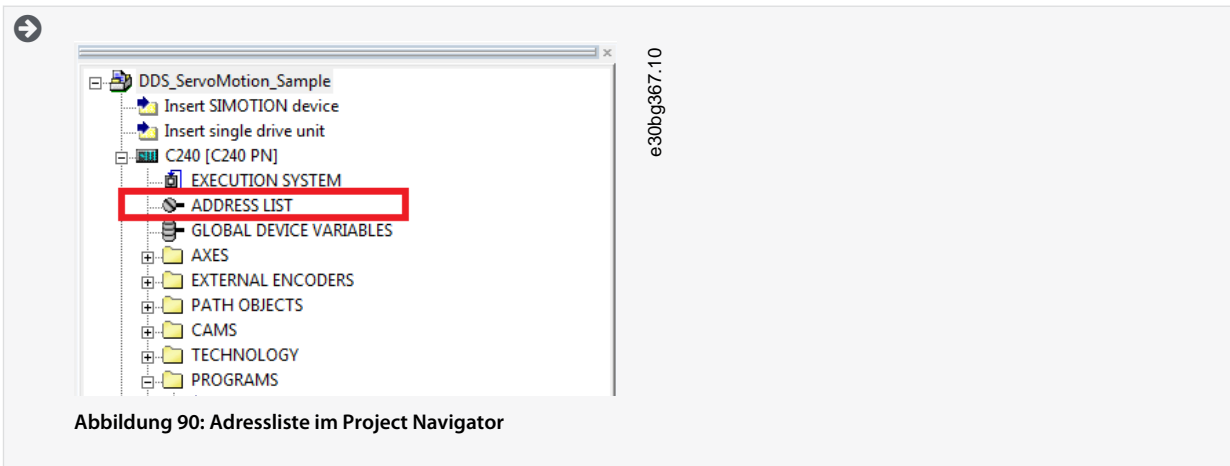 DDS_ServoMotion_Sample
Insert SIMOTION device
Insert single drive unit
C240 [C240 PN]
EXECUTION SYSTEM
ADDRESS LIST
GLOBAL DEVICE VARIABLES
AXES
EXTERNAL ENCODERS
PATH OBJECTS
CAMS
TECHNOLOGY
PROGRAMS
e30bg367.10
Abbildung 90: Adressliste im Project Navigator